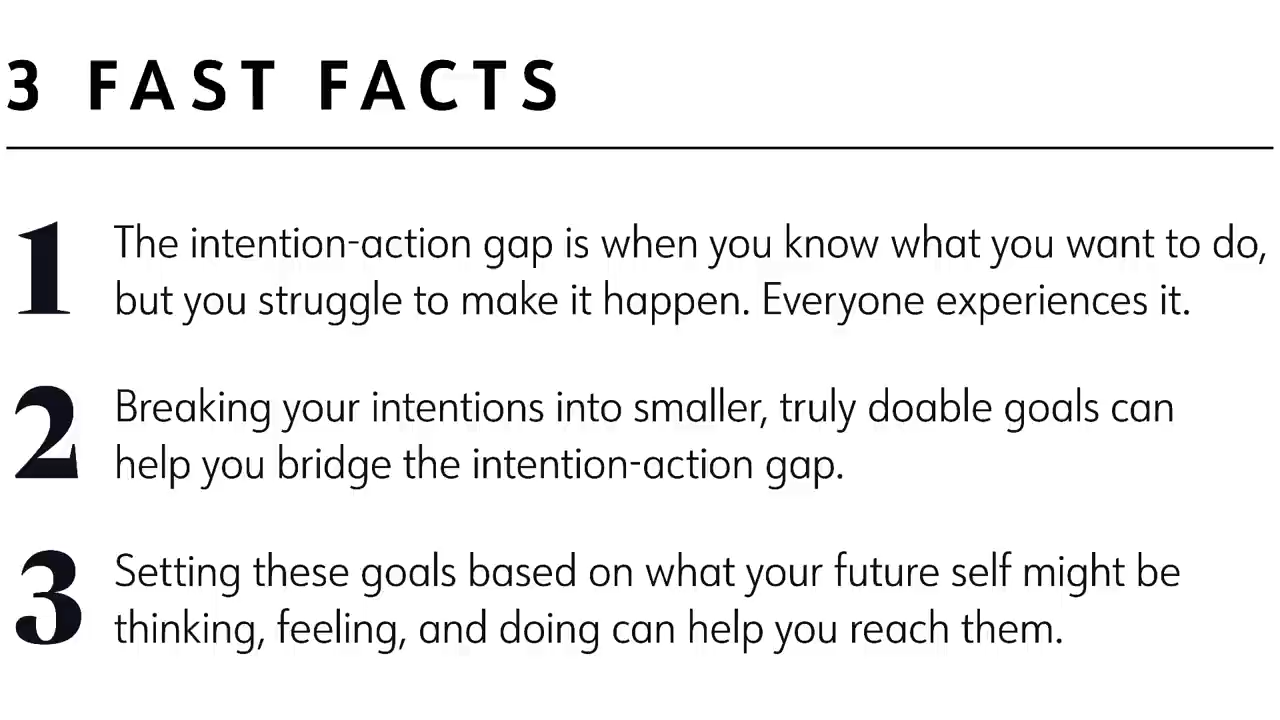 3 FAST FACTS
1 The intention-action gap is when you know what you want to do,
but you struggle to make it happen. Everyone experiences it.
2 Breaking your intentions into smaller, truly doable goals can
help you bridge the intention-action gap.
3 Setting these goals based on what your future self might be
thinking, feeling, and doing can help you reach them.